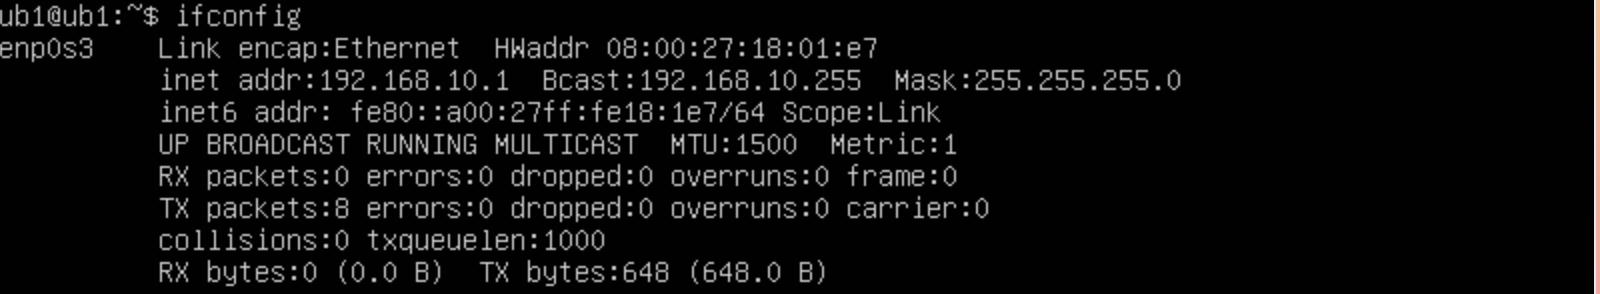 ub1@ub1:~$ ifconfig
enp0s3    Link encap:Ethernet  HWaddr 08:00:27:18:01:e7
          inet addr:192.168.10.1  Bcast:192.168.10.255  Mask:255.255.255.0
          inet6 addr: fe80::a00:27ff:fe18:1e7/64 Scope:Link
          UP BROADCAST RUNNING MULTICAST  MTU:1500  Metric:1
          RX packets:0 errors:0 dropped:0 overruns:0 frame:0
          TX packets:8 errors:0 dropped:0 overruns:0 carrier:0
          collisions:0 txqueuelen:1000
          RX bytes:0 (0.0 B)  TX bytes:648 (648.0 B)